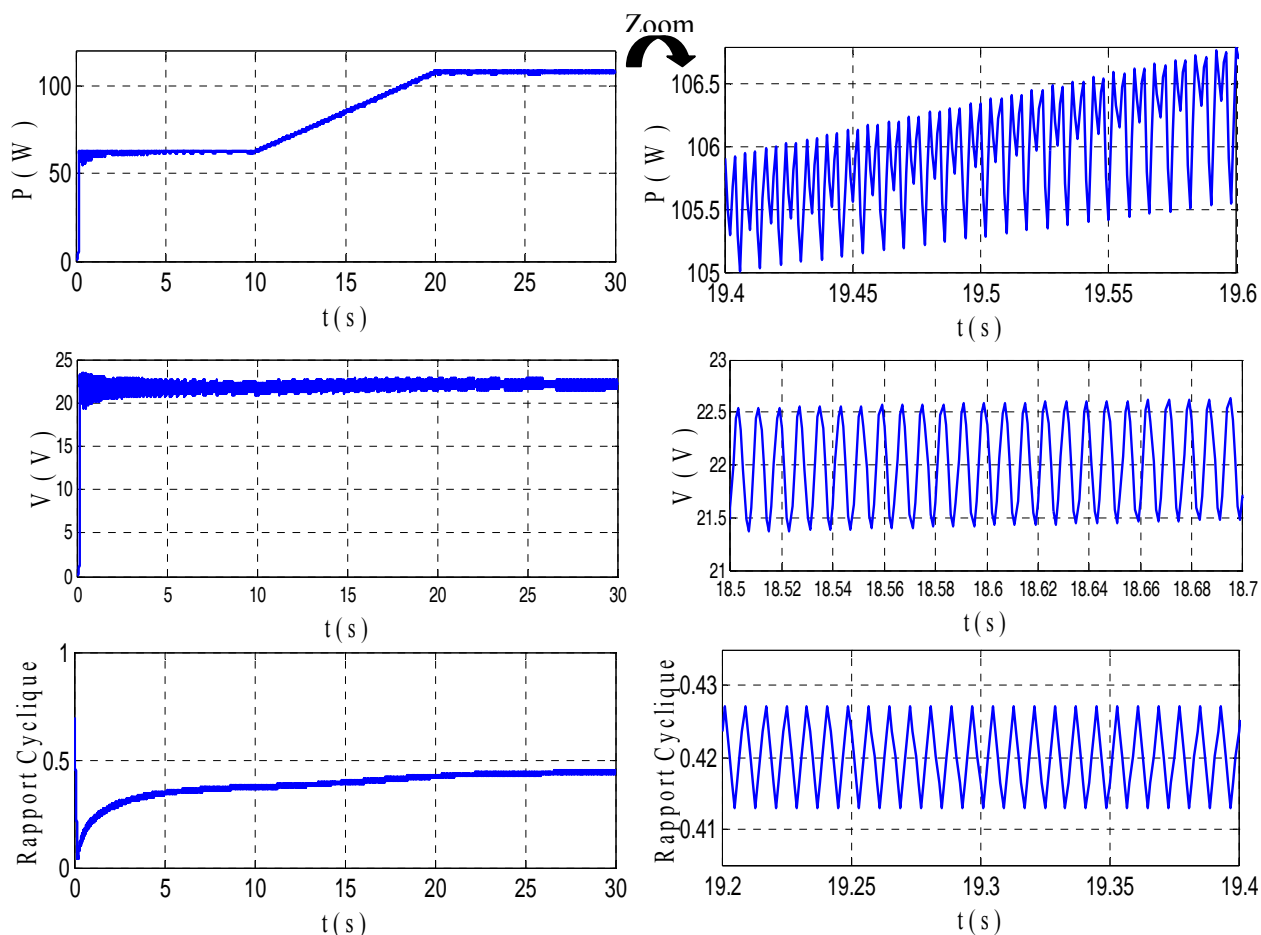 Zoom
P (W)
100
50
0
0 5 10 15 20 25 30
t(s)
P (W)
106.5
106
105.5
105
19.4 19.45 19.5 19.55 19.6
t(s)
V (V)
25
20
15
10
5
0
0 5 10 15 20 25 30
t(s)
V (V)
23
22.5
22
21.5
21
18.5 18.52 18.54 18.56 18.58 18.6 18.62 18.64 18.66 18.68 18.7
t(s)
Rapport Cyclique
1
0.5
0
0 5 10 15 20 25 30
t(s)
Rapport Cyclique
0.43
0.42
0.41
19.2 19.25 19.3 19.35 19.4
t(s)